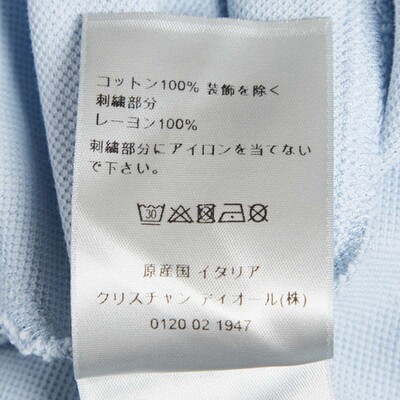 コットン100% 装飾を除く
刺繍部分
レーヨン100%
刺繍部分にアイロンを当てない
で下さい。
30
原産国 イタリア
クリスチャン ディオール(株)
0120 02 1947